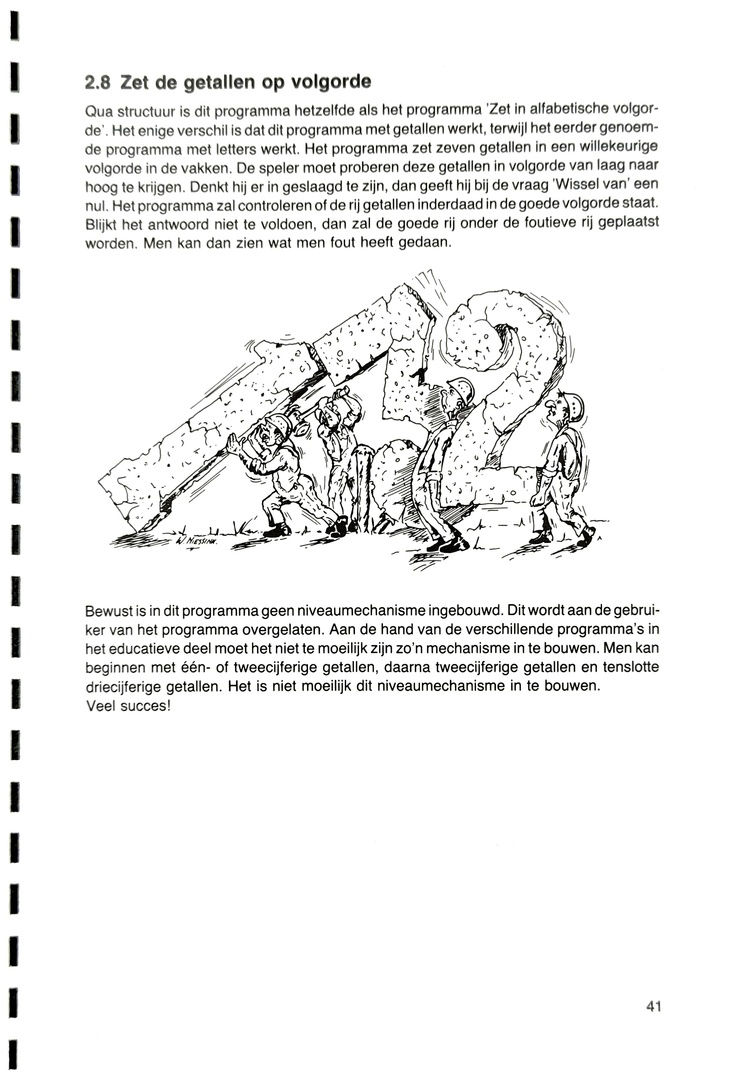 2.8 Zet de getallen op volgorde
Qua structuur is dit programma hetzelfde als het programma 'Zet in alfabetische volgor-
de'. Het enige verschil is dat dit programma met getallen werkt, terwijl het eerder genoem-
de programma met letters werkt. Het programma zet zeven getallen in een willekeurige
volgorde in de vakken. De speler moet proberen deze getallen in volgorde van laag naar
hoog te krijgen. Denkt hij er in geslaagd te zijn, dan geeft hij bij de vraag 'Wissel van' een
nul. Het programma zal controleren of de rij getallen inderdaad in de goede volgorde staat.
Blijkt het antwoord niet te voldoen, dan zal de goede rij onder de foutieve rij geplaatst
worden. Men kan dan zien wat men fout heeft gedaan.
W NIESSINK.
Bewust is in dit programma geen niveaumechanisme ingebouwd. Dit wordt aan de gebrui-
ker van het programma overgelaten. Aan de hand van de verschillende programma's in
het educatieve deel moet het niet te moeilijk zijn zo'n mechanisme in te bouwen. Men kan
beginnen met één- of tweecijferige getallen, daarna tweecijferige getallen en tenslotte
driecijferige getallen. Het is niet moeilijk dit niveaumechanisme in te bouwen.
Veel succes!
41